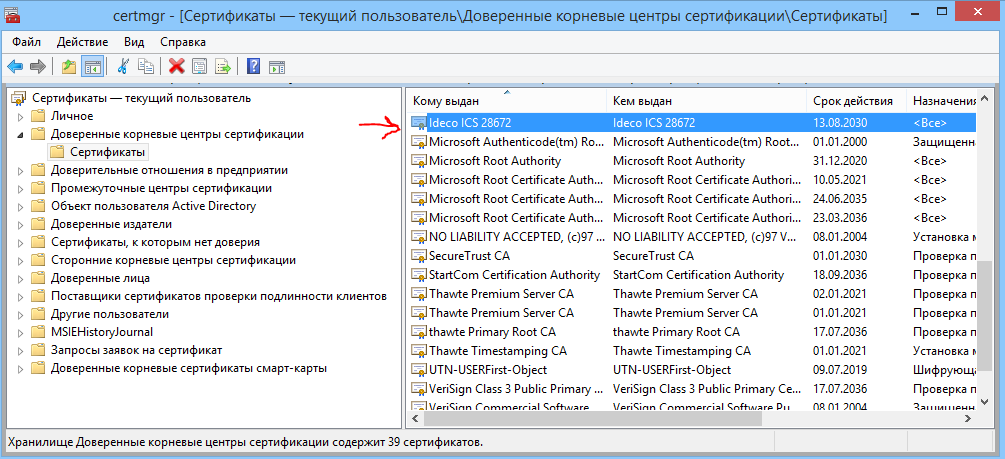 certmgr - [Сертификаты — текущий пользователь\Доверенные корневые центры сертификации\Сертификаты]
Файл Действие Вид Справка
Сертификаты — текущий пользователь
Личное
Доверенные корневые центры сертификации
Сертификаты
Доверительные отношения в предприятии
Промежуточные центры сертификации
Объект пользователя Active Directory
Доверенные издатели
Сертификаты, к которым нет доверия
Сторонние корневые центры сертификации
Доверенные лица
Поставщики сертификатов проверки подлинности клиентов
Другие пользователи
MSIEHistoryJournal
Запросы заявок на сертификат
Доверенные корневые сертификаты смарт-карты
Кому выдан Кем выдан Срок действия Назначения
Ideco ICS 28672 Ideco ICS 28672 13.08.2030 <Все>
Microsoft Authenticode(tm) Ro... Microsoft Authenticode(tm) Root... 01.01.2000 Защищенн
Microsoft Root Authority Microsoft Root Authority 31.12.2020 <Все>
Microsoft Root Certificate Auth... Microsoft Root Certificate Authori... 10.05.2021 <Все>
Microsoft Root Certificate Auth... Microsoft Root Certificate Authori... 24.06.2035 <Все>
Microsoft Root Certificate Auth... Microsoft Root Certificate Authori... 23.03.2036 <Все>
NO LIABILITY ACCEPTED, (c)97 ... NO LIABILITY ACCEPTED, (c)97 V... 08.01.2004 Установка м
SecureTrust CA SecureTrust CA 01.01.2030 Проверка п
StartCom Certification Authority StartCom Certification Authority 18.09.2036 Проверка п
Thawte Premium Server CA Thawte Premium Server CA 02.01.2021 Проверка п
Thawte Premium Server CA Thawte Premium Server CA 01.01.2021 Проверка п
thawte Primary Root CA thawte Primary Root CA 17.07.2036 Проверка п
Thawte Timestamping CA Thawte Timestamping CA 01.01.2021 Установка м
UTN-USERFirst-Object UTN-USERFirst-Object 09.07.2019 Шифрующа
VeriSign Class 3 Public Primary ... VeriSign Class 3 Public Primary Ce... 17.07.2036 Проверка п
VeriSign Commercial Software ... VeriSign Commercial Software Pu... 08.01.2004 Защищенн
Хранилище Доверенные корневые центры сертификации содержит 39 сертификатов.